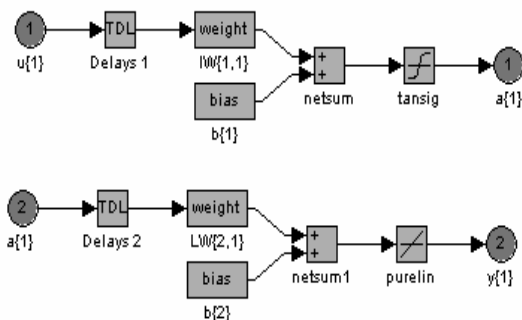 1
TDL
weight
u{1}
Delays 1
IW{1,1}
bias
b{1}
+
+
netsum
tansig
1
a{1}
2
TDL
weight
a{1}
Delays 2
LW{2,1}
bias
b{2}
+
+
netsum1
purelin
2
y{1}